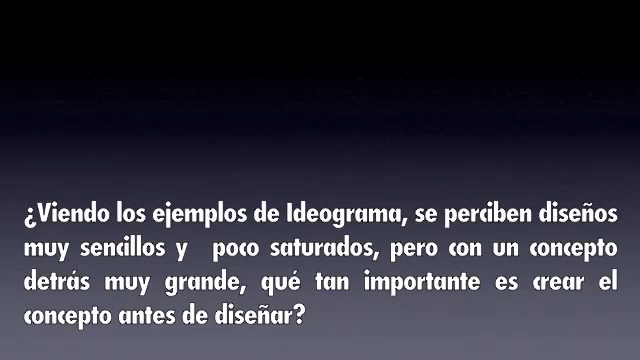 ¿Viendo los ejemplos de Ideograma, se perciben diseños
muy sencillos y poco saturados, pero con un concepto
detrás muy grande, qué tan importante es crear el
concepto antes de diseñar?